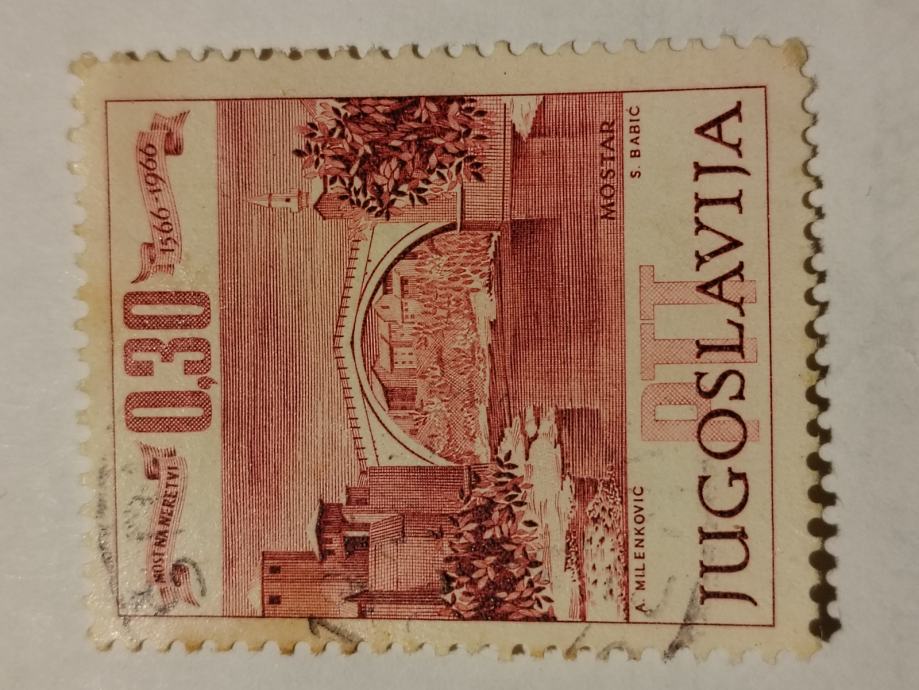 MOST NA NERETVI
0,30
1566-1966
MOSTAR
A. MILENKOVIĆ
S. BABIĆ
PTT
JUGOSLAVIJA